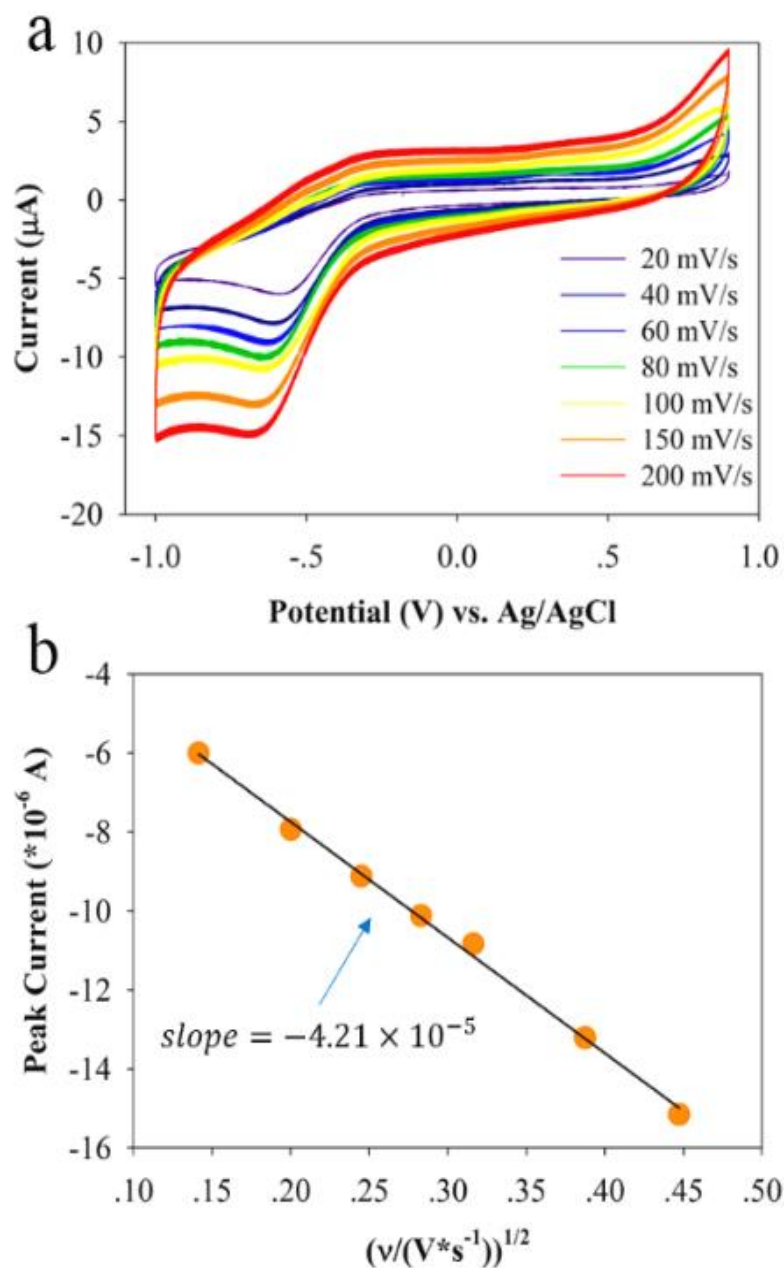 a
10
5
0
-5
-10
-15
-20
Current (µA)
20 mV/s
40 mV/s
60 mV/s
80 mV/s
100 mV/s
150 mV/s
200 mV/s
-1.0 -.5 0.0 .5 1.0
Potential (V) vs. Ag/AgCl
b
-4
-6
-8
-10
-12
-14
-16
Peak Current (*10⁻⁶ A)
slope = −4.21 × 10⁻⁵
.10 .15 .20 .25 .30 .35 .40 .45 .50
(ν/(V*s⁻¹))¹/²